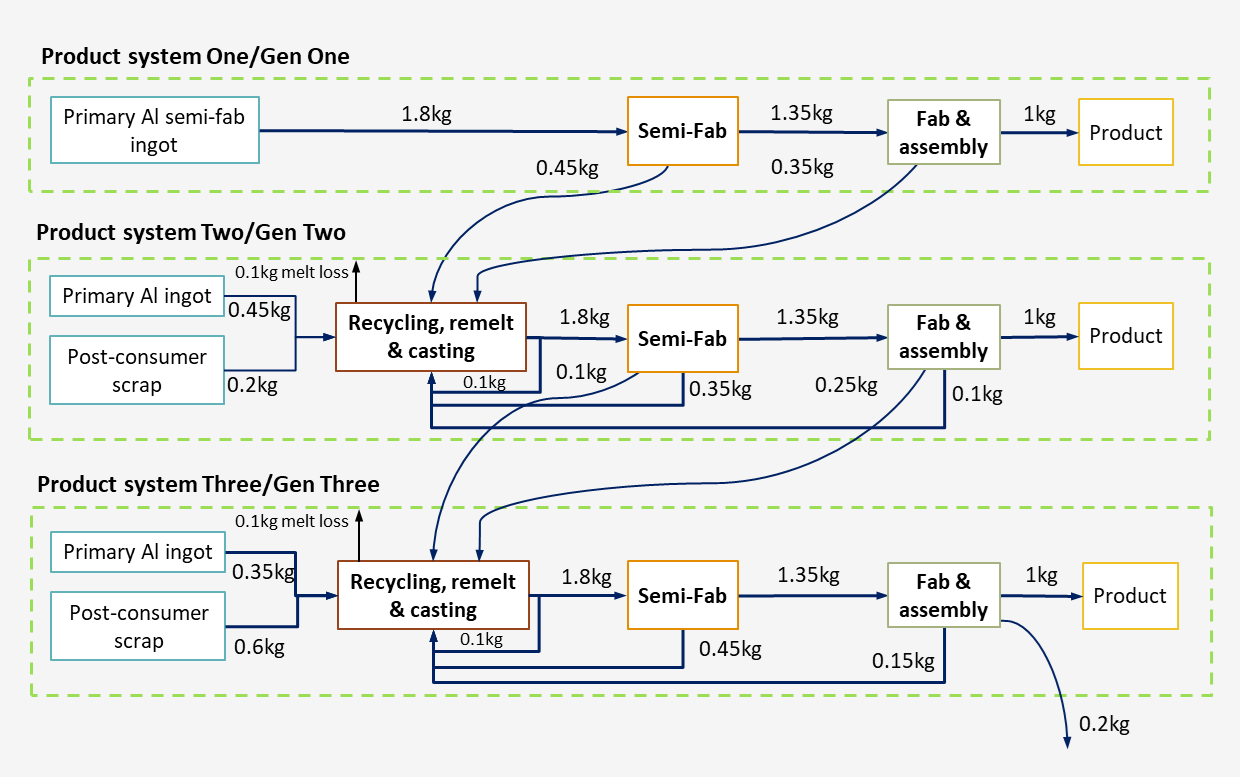 Product system One/Gen One
Primary Al semi-fab
ingot
1.8kg
Semi-Fab
1.35kg
Fab &
assembly
1kg
Product
0.45kg
0.35kg
Product system Two/Gen Two
0.1kg melt loss
Primary Al ingot
0.45kg
Post-consumer
scrap
0.2kg
Recycling, remelt
& casting
1.8kg
0.1kg
Semi-Fab
0.1kg
0.35kg
1.35kg
Fab &
assembly
0.25kg
0.1kg
1kg
Product
Product system Three/Gen Three
0.1kg melt loss
Primary Al ingot
0.35kg
Post-consumer
scrap
0.6kg
Recycling, remelt
& casting
1.8kg
0.1kg
Semi-Fab
0.45kg
1.35kg
Fab &
assembly
0.15kg
1kg
Product
0.2kg